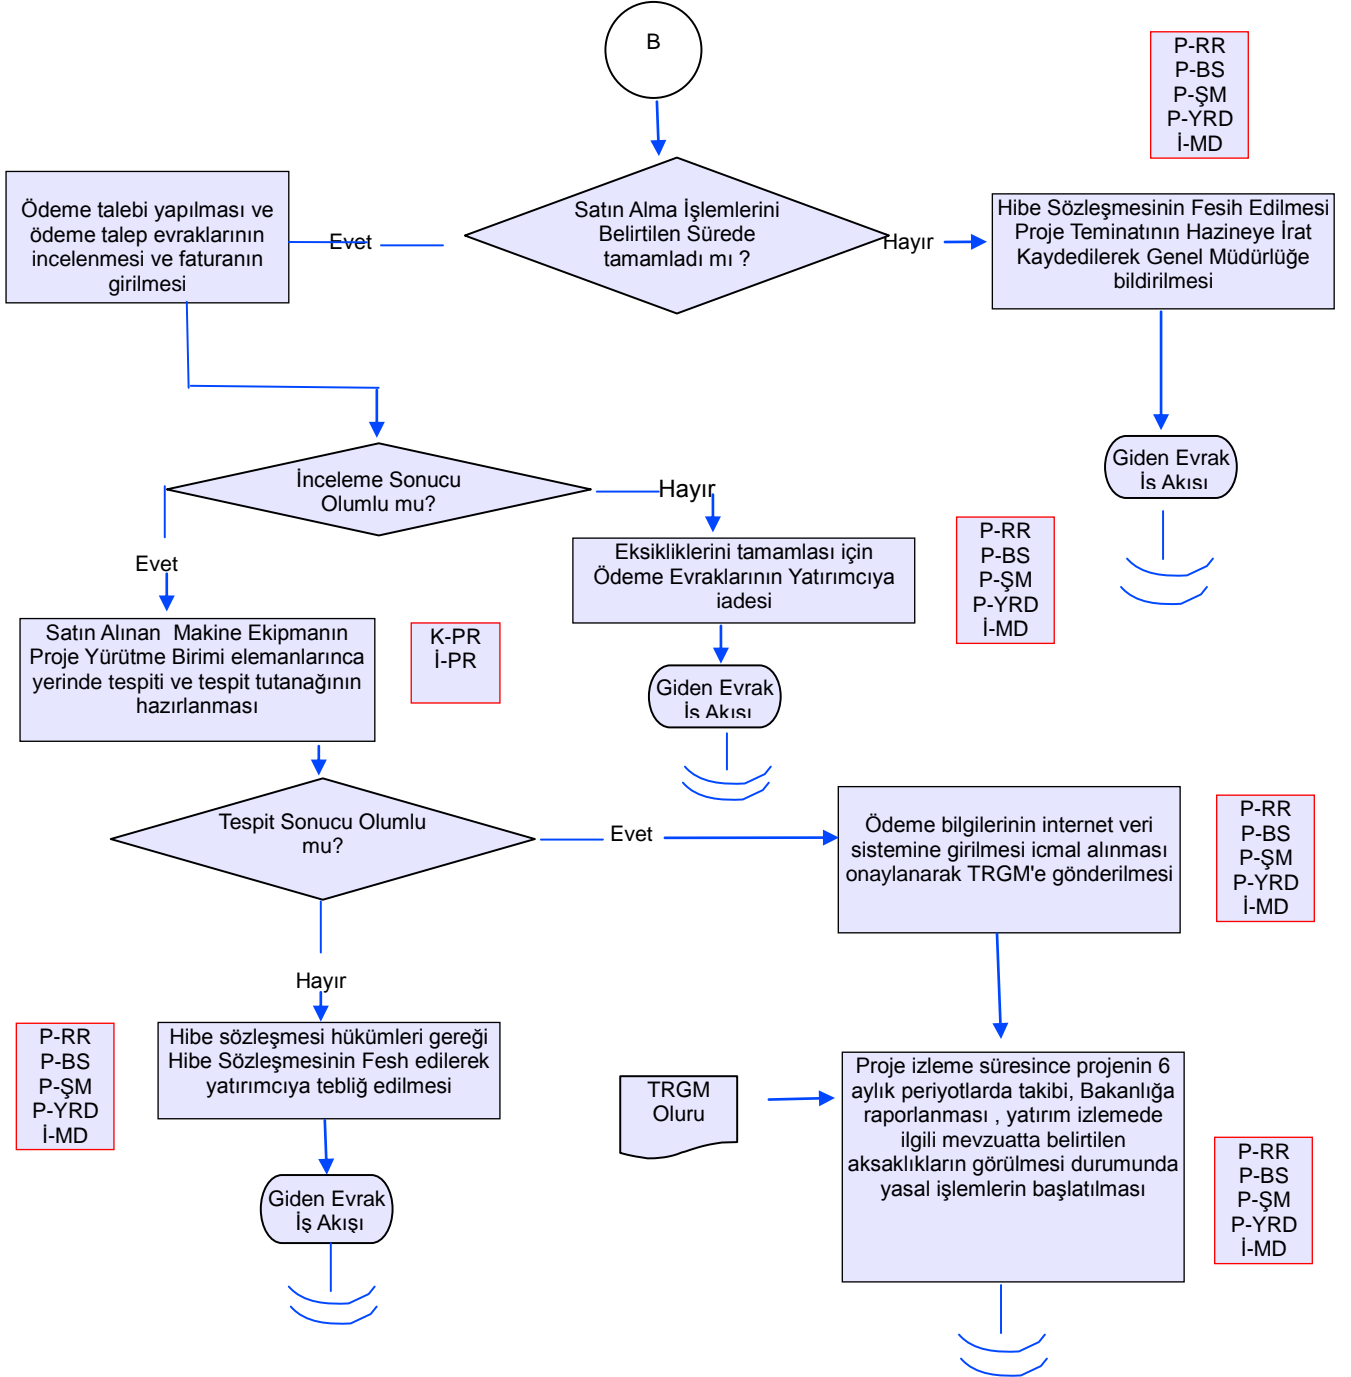 B
P-RR
P-BS
P-ŞM
P-YRD
İ-MD
Satın Alma İşlemlerini
Belirtilen Sürede
tamamladı mı ?
Evet
Hayır
Ödeme talebi yapılması ve
ödeme talep evraklarının
incelenmesi ve faturanın
girilmesi
Hibe Sözleşmesinin Fesih Edilmesi
Proje Teminatının Hazineye İrat
Kaydedilerek Genel Müdürlüğe
bildirilmesi
Giden Evrak
İş Akışı
İnceleme Sonucu
Olumlu mu?
Hayır
Evet
Eksikliklerini tamamlası için
Ödeme Evraklarının Yatırımcıya
iadesi
P-RR
P-BS
P-ŞM
P-YRD
İ-MD
Satın Alınan  Makine Ekipmanın
Proje Yürütme Birimi elemanlarınca
yerinde tespiti ve tespit tutanağının
hazırlanması
K-PR
İ-PR
Giden Evrak
İş Akışı
Tespit Sonucu Olumlu
mu?
Evet
Ödeme bilgilerinin internet veri
sistemine girilmesi icmal alınması
onaylanarak TRGM'e gönderilmesi
P-RR
P-BS
P-ŞM
P-YRD
İ-MD
Hayır
P-RR
P-BS
P-ŞM
P-YRD
İ-MD
Hibe sözleşmesi hükümleri gereği
Hibe Sözleşmesinin Fesh edilerek
yatırımcıya tebliğ edilmesi
TRGM
Oluru
Proje izleme süresince projenin 6
aylık periyotlarda takibi, Bakanlığa
raporlanması , yatırım izlemede
ilgili mevzuatta belirtilen
aksaklıkların görülmesi durumunda
yasal işlemlerin başlatılması
P-RR
P-BS
P-ŞM
P-YRD
İ-MD
Giden Evrak
İş Akışı